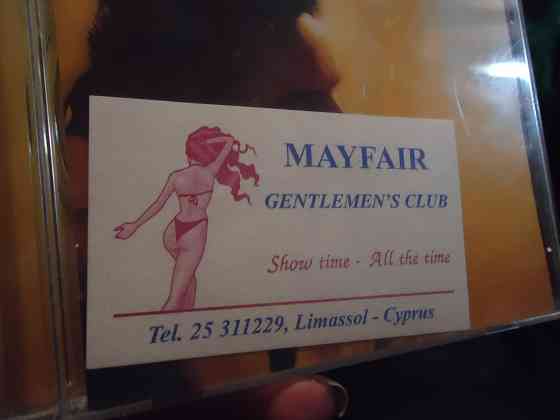 MAYFAIR
GENTLEMEN'S CLUB
Show time - All the time
Tel. 25 311229, Limassol - Cyprus